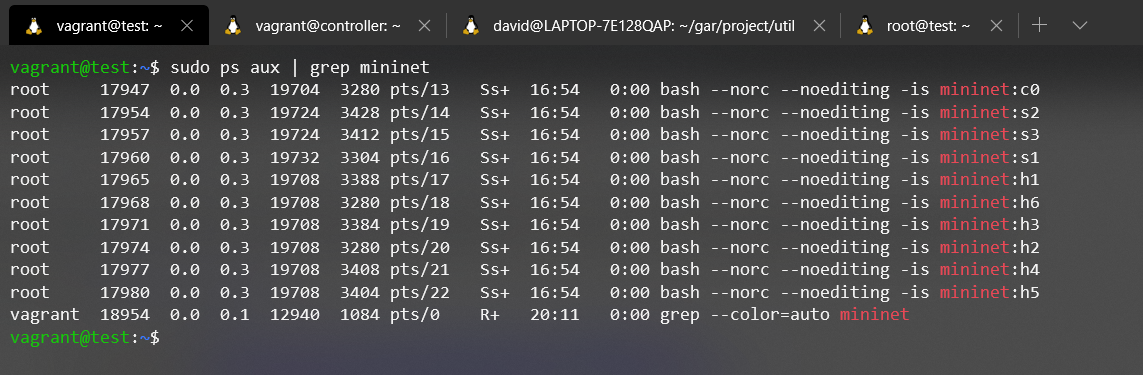 vagrant@test: ~ vagrant@controller: ~ david@LAPTOP-7E128QAP: ~/gar/project/util root@test: ~
vagrant@test:~$ sudo ps aux | grep mininet
root     17947  0.0  0.3  19704  3280 pts/13   Ss+  16:54   0:00 bash --norc --noediting -is mininet:c0
root     17954  0.0  0.3  19724  3428 pts/14   Ss+  16:54   0:00 bash --norc --noediting -is mininet:s2
root     17957  0.0  0.3  19724  3412 pts/15   Ss+  16:54   0:00 bash --norc --noediting -is mininet:s3
root     17960  0.0  0.3  19732  3304 pts/16   Ss+  16:54   0:00 bash --norc --noediting -is mininet:s1
root     17965  0.0  0.3  19708  3388 pts/17   Ss+  16:54   0:00 bash --norc --noediting -is mininet:h1
root     17968  0.0  0.3  19708  3280 pts/18   Ss+  16:54   0:00 bash --norc --noediting -is mininet:h6
root     17971  0.0  0.3  19708  3384 pts/19   Ss+  16:54   0:00 bash --norc --noediting -is mininet:h3
root     17974  0.0  0.3  19708  3280 pts/20   Ss+  16:54   0:00 bash --norc --noediting -is mininet:h2
root     17977  0.0  0.3  19708  3408 pts/21   Ss+  16:54   0:00 bash --norc --noediting -is mininet:h4
root     17980  0.0  0.3  19708  3404 pts/22   Ss+  16:54   0:00 bash --norc --noediting -is mininet:h5
vagrant  18954  0.0  0.1  12940  1084 pts/0    R+   20:11   0:00 grep --color=auto mininet
vagrant@test:~$